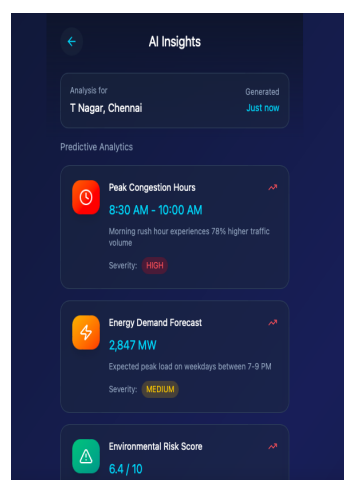 AI Insights
Analysis for
Generated
T Nagar, Chennai
Just now
Predictive Analytics
Peak Congestion Hours
8:30 AM - 10:00 AM
Morning rush hour experiences 78% higher traffic
volume
Severity: HIGH
Energy Demand Forecast
2,847 MW
Expected peak load on weekdays between 7-9 PM
Severity: MEDIUM
Environmental Risk Score
6.4 / 10